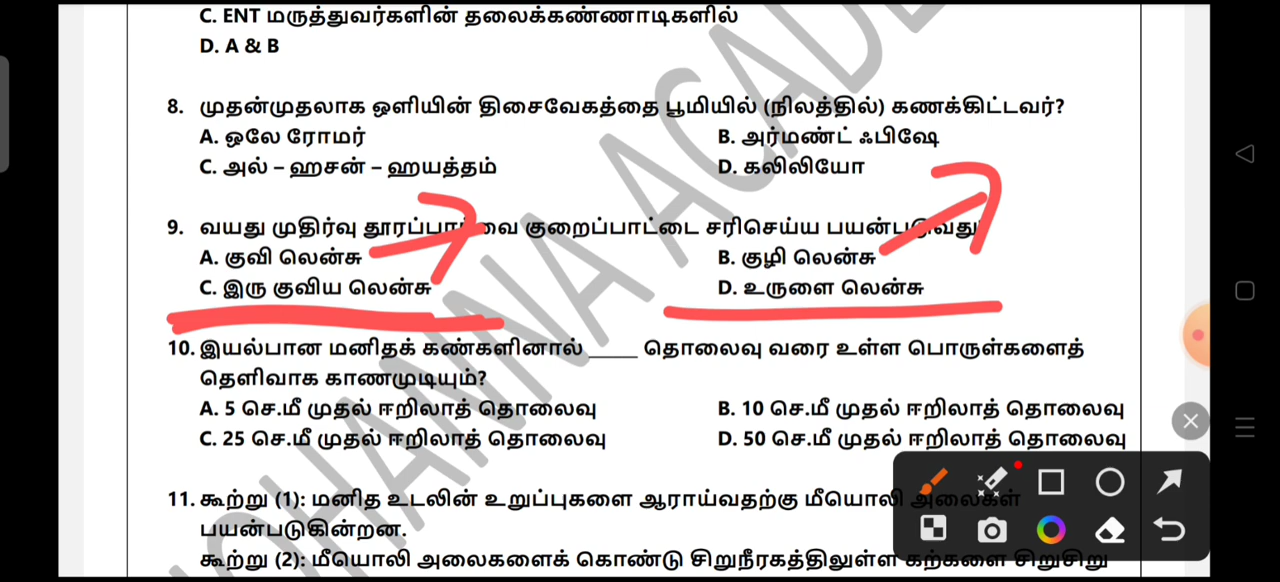 C. ENT மருத்துவர்களின் தலைக்கண்ணாடிகளில்
D. A & B
8. முதன்முதலாக ஒளியின் திசைவேகத்தை பூமியில் (நிலத்தில்) கணக்கிட்டவர்?
A. ஒலே ரோமர் B. அர்மண்ட் ஃபிஷே
C. அல் – ஹசன் – ஹயத்தம் D. கலிலியோ
9. வயது முதிர்வு தூரப்பார்வை குறைப்பாட்டை சரிசெய்ய பயன்படுவது
A. குவி லென்சு B. குழி லென்சு
C. இரு குவிய லென்சு D. உருளை லென்சு
10. இயல்பான மனிதக் கண்களினால் _____ தொலைவு வரை உள்ள பொருள்களைத்
தெளிவாக காணமுடியும்?
A. 5 செ.மீ முதல் ஈறிலாத் தொலைவு B. 10 செ.மீ முதல் ஈறிலாத் தொலைவு
C. 25 செ.மீ முதல் ஈறிலாத் தொலைவு D. 50 செ.மீ முதல் ஈறிலாத் தொலைவு
11. கூற்று (1): மனித உடலின் உறுப்புகளை ஆராய்வதற்கு மீயொலி அலைகள்
பயன்படுகின்றன.
கூற்று (2): மீயொலி அலைகளைக் கொண்டு சிறுநீரகத்திலுள்ள கற்களை சிறுசிறு